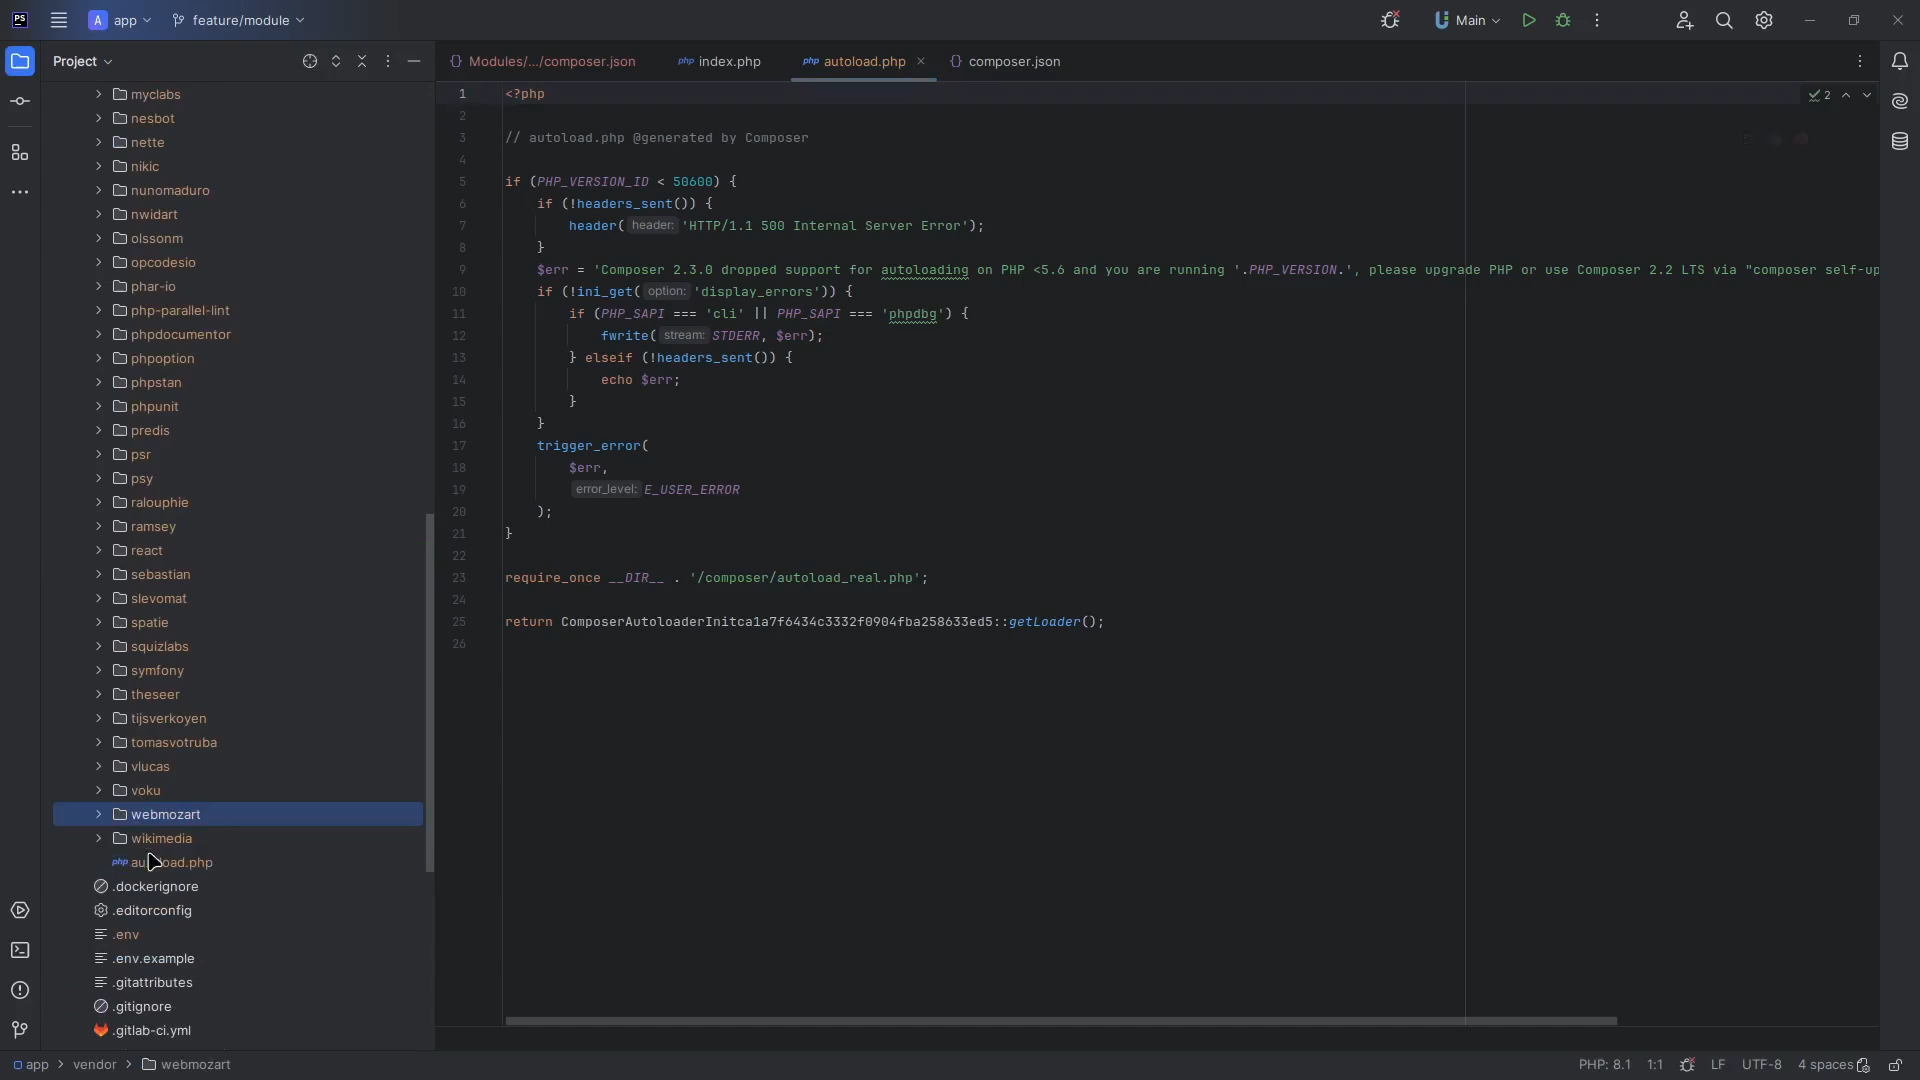 PS
A app
feature/module
Main
Project
Modules/.../composer.json
php index.php
php autoload.php
composer.json
myclabs
nesbot
nette
nikic
nunomaduro
nwidart
olssonm
opcodesio
phar-io
php-parallel-lint
phpdocumentor
phpoption
phpstan
phpunit
predis
psr
psy
ralouphie
ramsey
react
sebastian
slevomat
spatie
squizlabs
symfony
theseer
tijsverkoyen
tomasvotruba
vlucas
voku
webmozart
wikimedia
php autoload.php
.dockerignore
.editorconfig
.env
.env.example
.gitattributes
.gitignore
.gitlab-ci.yml
1 <?php
2
2
3 // autoload.php @generated by Composer
4
5 if (PHP_VERSION_ID < 50600) {
6 if (!headers_sent()) {
7 header( header: 'HTTP/1.1 500 Internal Server Error');
8 }
9 $err = 'Composer 2.3.0 dropped support for autoloading on PHP <5.6 and you are running '.PHP_VERSION.', please upgrade PHP or use Composer 2.2 LTS via "composer self-up
10 if (!ini_get( option: 'display_errors')) {
11 if (PHP_SAPI === 'cli' || PHP_SAPI === 'phpdbg') {
12 fwrite( stream: STDERR, $err);
13 } elseif (!headers_sent()) {
14 echo $err;
15 }
16 }
17 trigger_error(
18 $err,
19 error_level: E_USER_ERROR
20 );
21 }
22
23 require_once __DIR__ . '/composer/autoload_real.php';
24
25 return ComposerAutoloaderInitca1a7f6434c3332f0904fba258633ed5::getLoader();
26
app > vendor > webmozart
PHP: 8.1
1:1
LF
UTF-8
4 spaces